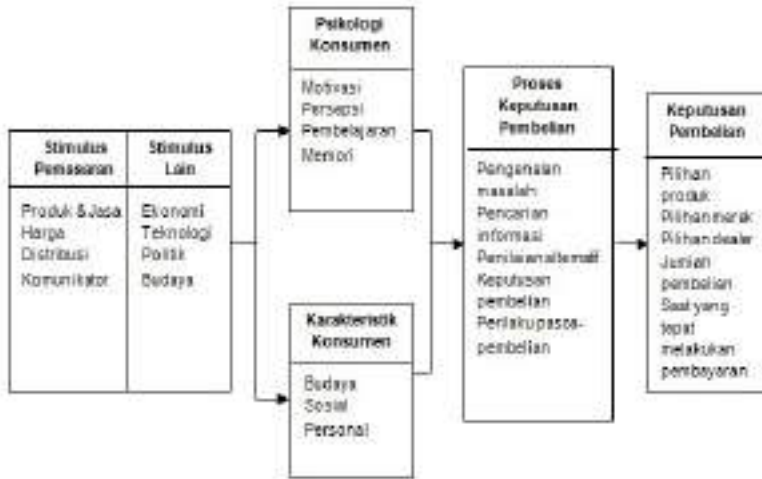 Stimulus
Pemasaran
Produk & Jasa
Harga
Distribusi
Komunikator
Stimulus
Lain
Ekonomi
Teknologi
Politik
Budaya
Psikologi
Konsumen
Motivasi
Persepsi
Pembelajaran
Memori
Karakteristik
Konsumen
Budaya
Sosial
Personal
Proses
Keputusan
Pembelian
Pengenalan
masalah
Pencarian
informasi
Penilaian alternatif
Keputusan
pembelian
Perilaku pasca-
pembelian
Keputusan
Pembelian
Pilihan
produk
Pilihan merek
Pilihan dealer
Jumlah
pembelian
Saat yang
tepat
melakukan
pembayaran